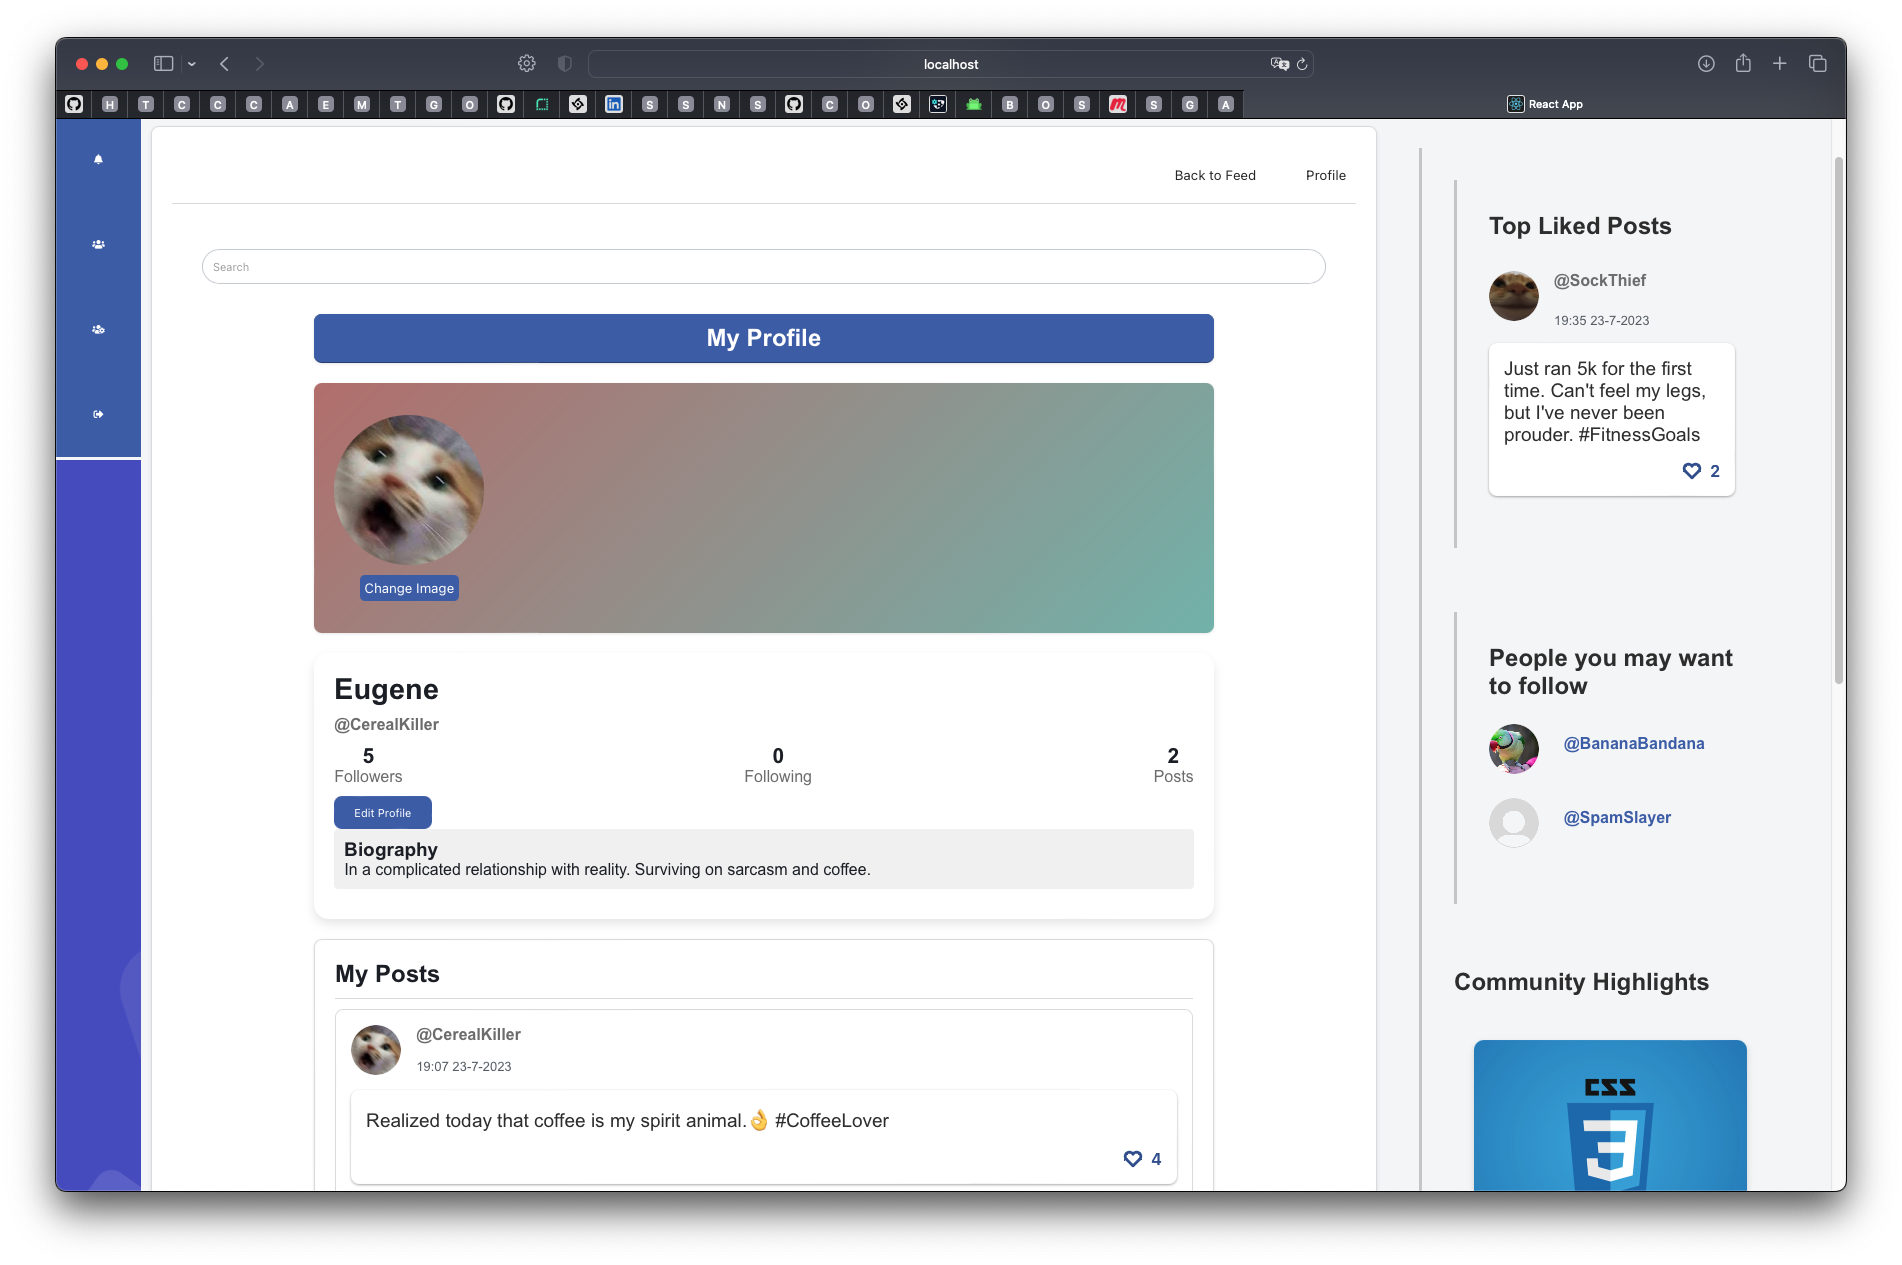 localhost
H T C C C A E M T G O S S N S C O B O S S G A
React App
Back to Feed Profile
Search
My Profile
Change Image
Eugene
@CerealKiller
5 0 2
Followers Following Posts
Edit Profile
Biography
In a complicated relationship with reality. Surviving on sarcasm and coffee.
My Posts
@CerealKiller
19:07 23-7-2023
Realized today that coffee is my spirit animal.👌 #CoffeeLover
4
Top Liked Posts
@SockThief
19:35 23-7-2023
Just ran 5k for the first
time. Can't feel my legs,
but I've never been
prouder. #FitnessGoals
2
People you may want
to follow
@BananaBandana
@SpamSlayer
Community Highlights
CSS
3